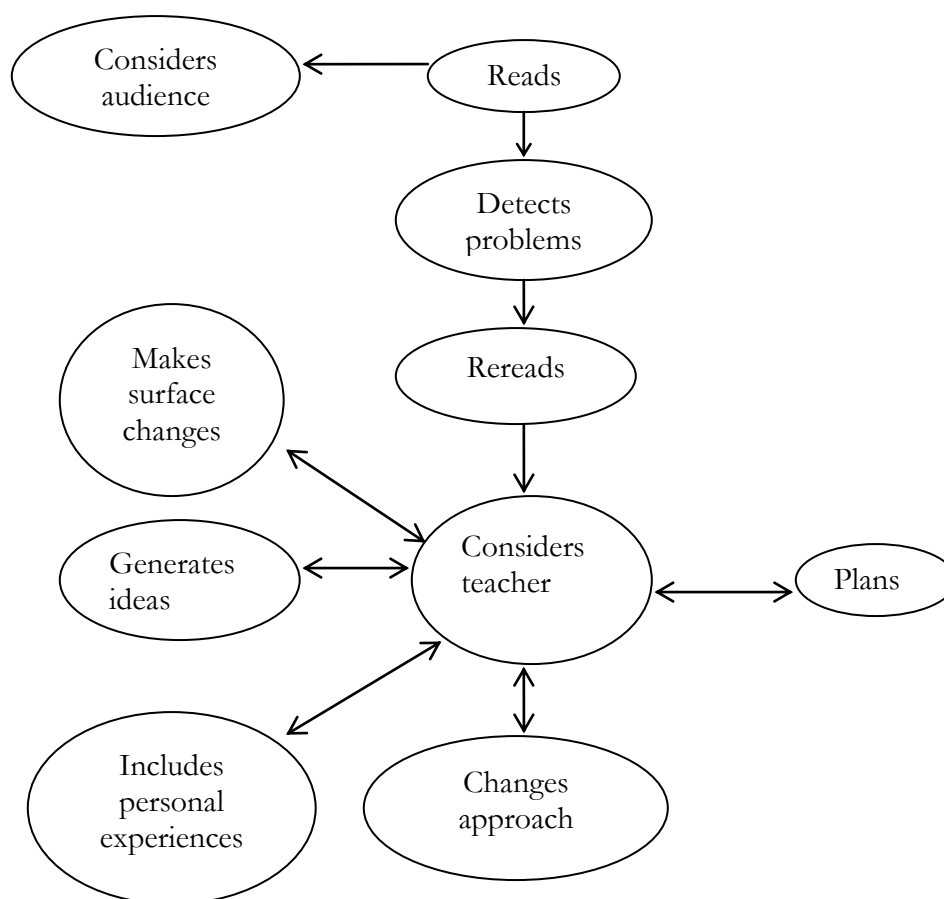 Considers
audience
Reads
Detects
problems
Rereads
Makes
surface
changes
Considers
teacher
Generates
ideas
Plans
Includes
personal
experiences
Changes
approach